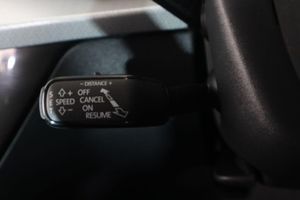 - DISTANCE +
SET
SPEED + -
OFF
CANCEL
ON
RESUME